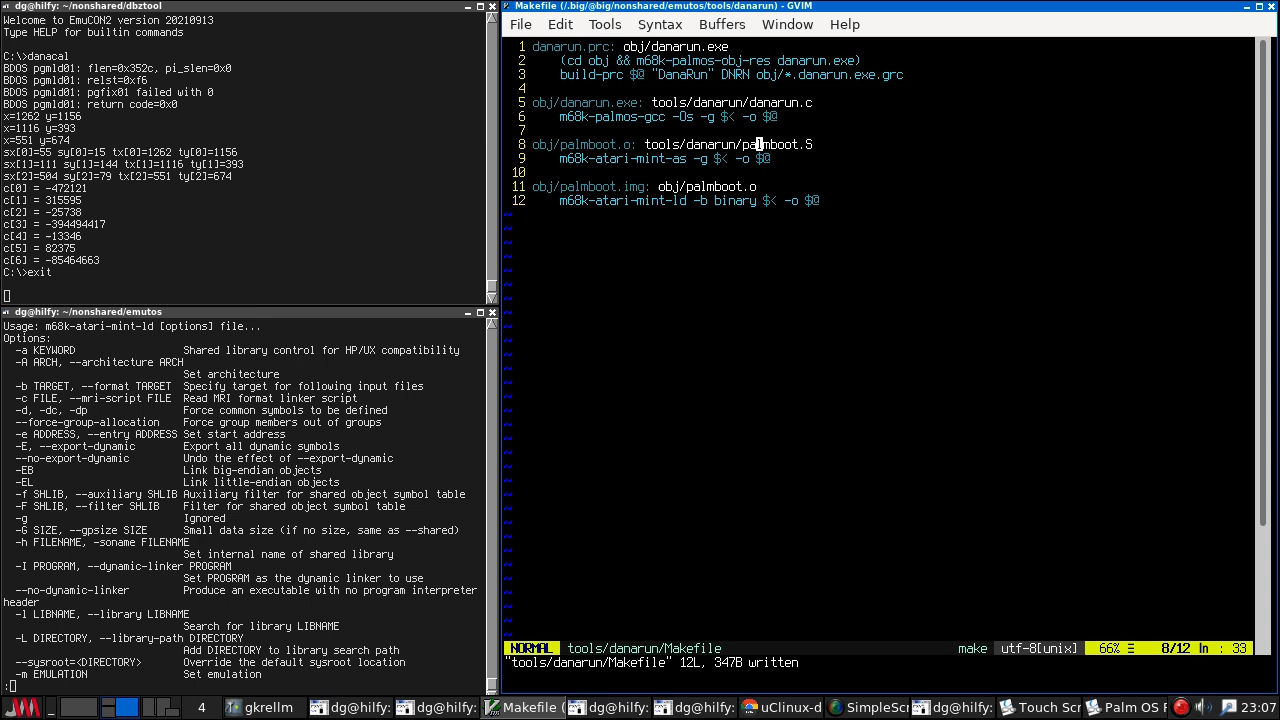 dg@hilfy: ~/nonshared/dbztool
Welcome to EmuCON2 version 20210913
Type HELP for builtin commands
C:\>danacal
BDOS pgmld01: flen=0x352c, pi_slen=0x0
BDOS pgmld01: relst=0xf6
BDOS pgmld01: pgfix01 failed with 0
BDOS pgmld01: return code=0x0
x=1262 y=1156
x=1116 y=393
x=551 y=674
sx[0]=55 sy[0]=15 tx[0]=1262 ty[0]=1156
sx[1]=112 sy[1]=144 tx[1]=1116 ty[1]=393
sx[2]=504 sy[2]=79 tx[2]=551 ty[2]=674
c[0] = -472121
c[1] = 315595
c[2] = -25738
c[3] = -394494417
c[4] = -1337
c[5] = 82373
c[6] = -85464663
C:\>exit
dg@hilfy: ~/nonshared/emutos
Usage: m68k-atari-mint-ld [options] file...
Options:
-a KEYWORD Shared library control for HP/UX compatibility
-A ARCH, --architecture ARCH
Set architecture
-b TARGET, --format TARGET Specify target for following input files
-c FILE, --mri-script FILE Read MRI format linker script
-d, -dc, -dp Force common symbols to be defined
--force-group-allocation Force group members out of groups
-e ADDRESS, --entry ADDRESS Set start address
-E, --export-dynamic Export all dynamic symbols
--no-export-dynamic Undo the effect of --export-dynamic
-EB Link big-endian objects
-EL Link little-endian objects
-f SHLIB, --auxiliary SHLIB Auxiliary filter for shared object symbol table
-F SHLIB, --filter SHLIB Filter for shared object symbol table
-g Ignored
-G SIZE, --gpsize SIZE Small data size (if no size, same as --shared)
-h FILENAME, -soname FILENAME
Set internal name of shared library
-I PROGRAM, --dynamic-linker PROGRAM
Set PROGRAM as the dynamic linker to use
--no-dynamic-linker Produce an executable with no program interpreter
header
-l LIBNAME, --library LIBNAME
Search for library LIBNAME
-L DIRECTORY, --library-path DIRECTORY
Add DIRECTORY to library search path
--sysroot=<DIRECTORY> Override the default sysroot location
-m EMULATION Set emulation
:
Makefile (/.big/@big/nonshared/emutos/tools/danarun) - GVIM
File Edit Tools Syntax Buffers Window Help
1 danarun.prc: obj/danarun.exe
2 (cd obj && m68k-palmos-obj-res danarun.exe)
3 build-prc $@ "DanaRun" DNRN obj/*.danarun.exe.grc
4
5 obj/danarun.exe: tools/danarun/danarun.c
6 m68k-palmos-gcc -Os -g $< -o $@
7
8 obj/palmboot.o: tools/danarun/palmboot.S
9 m68k-atari-mint-as -g $< -o $@
10
11 obj/palmboot.img: obj/palmboot.o
12 m68k-atari-mint-ld -b binary $< -o $@
NORMAL tools/danarun/Makefile make utf-8[unix] 66% ☰ 8/12 ln : 33
"tools/danarun/Makefile" 12L, 347B written
4 gkrellm dg@hilfy: dg@hilfy: Makefile ( dg@hilfy: dg@hilfy: uClinux-d SimpleScr dg@hilfy: Touch Scr Palm OS P 23:07